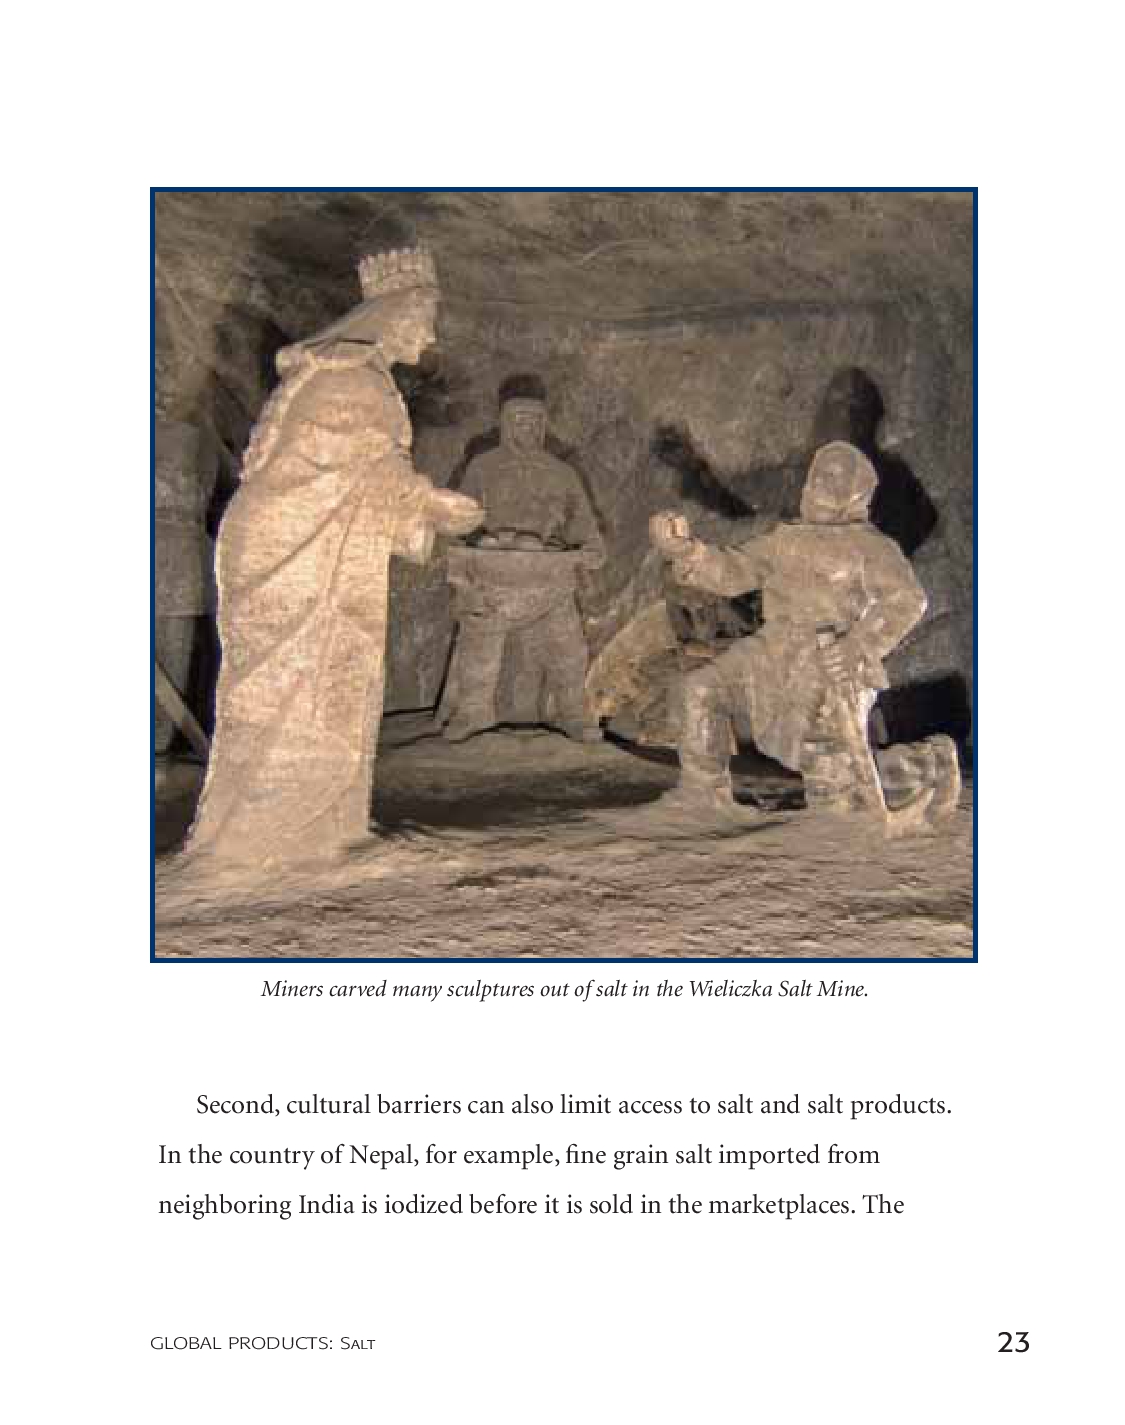 Miners carved many sculptures out of salt in the Wieliczka Salt Mine.
Second, cultural barriers can also limit access to salt and salt products.
In the country of Nepal, for example, fine grain salt imported from
neighboring India is iodized before it is sold in the marketplaces. The
GLOBAL PRODUCTS: SALT
23